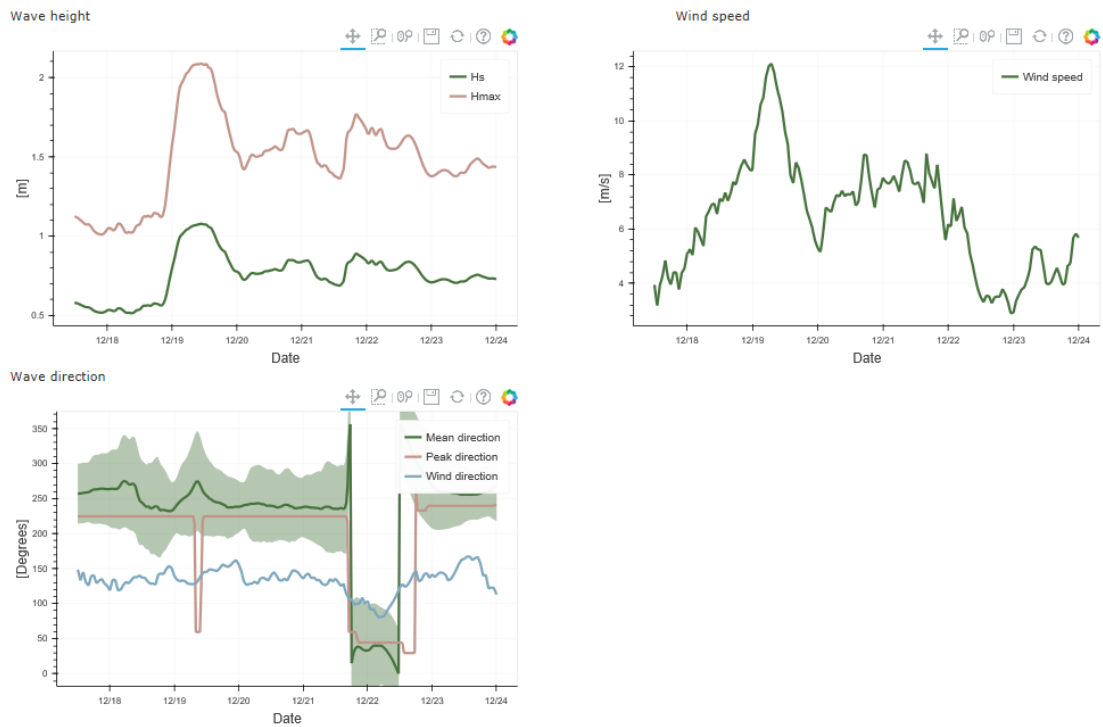 Wave height
Hs
Hmax
2
1.5
1
0.5
[m]
12/18 12/19 12/20 12/21 12/22 12/23 12/24
Date
Wind speed
Wind speed
12
10
8
6
4
[m/s]
12/18 12/19 12/20 12/21 12/22 12/23 12/24
Date
Wave direction
Mean direction
Peak direction
Wind direction
350
300
250
200
150
100
50
0
[Degrees]
12/18 12/19 12/20 12/21 12/22 12/23 12/24
Date